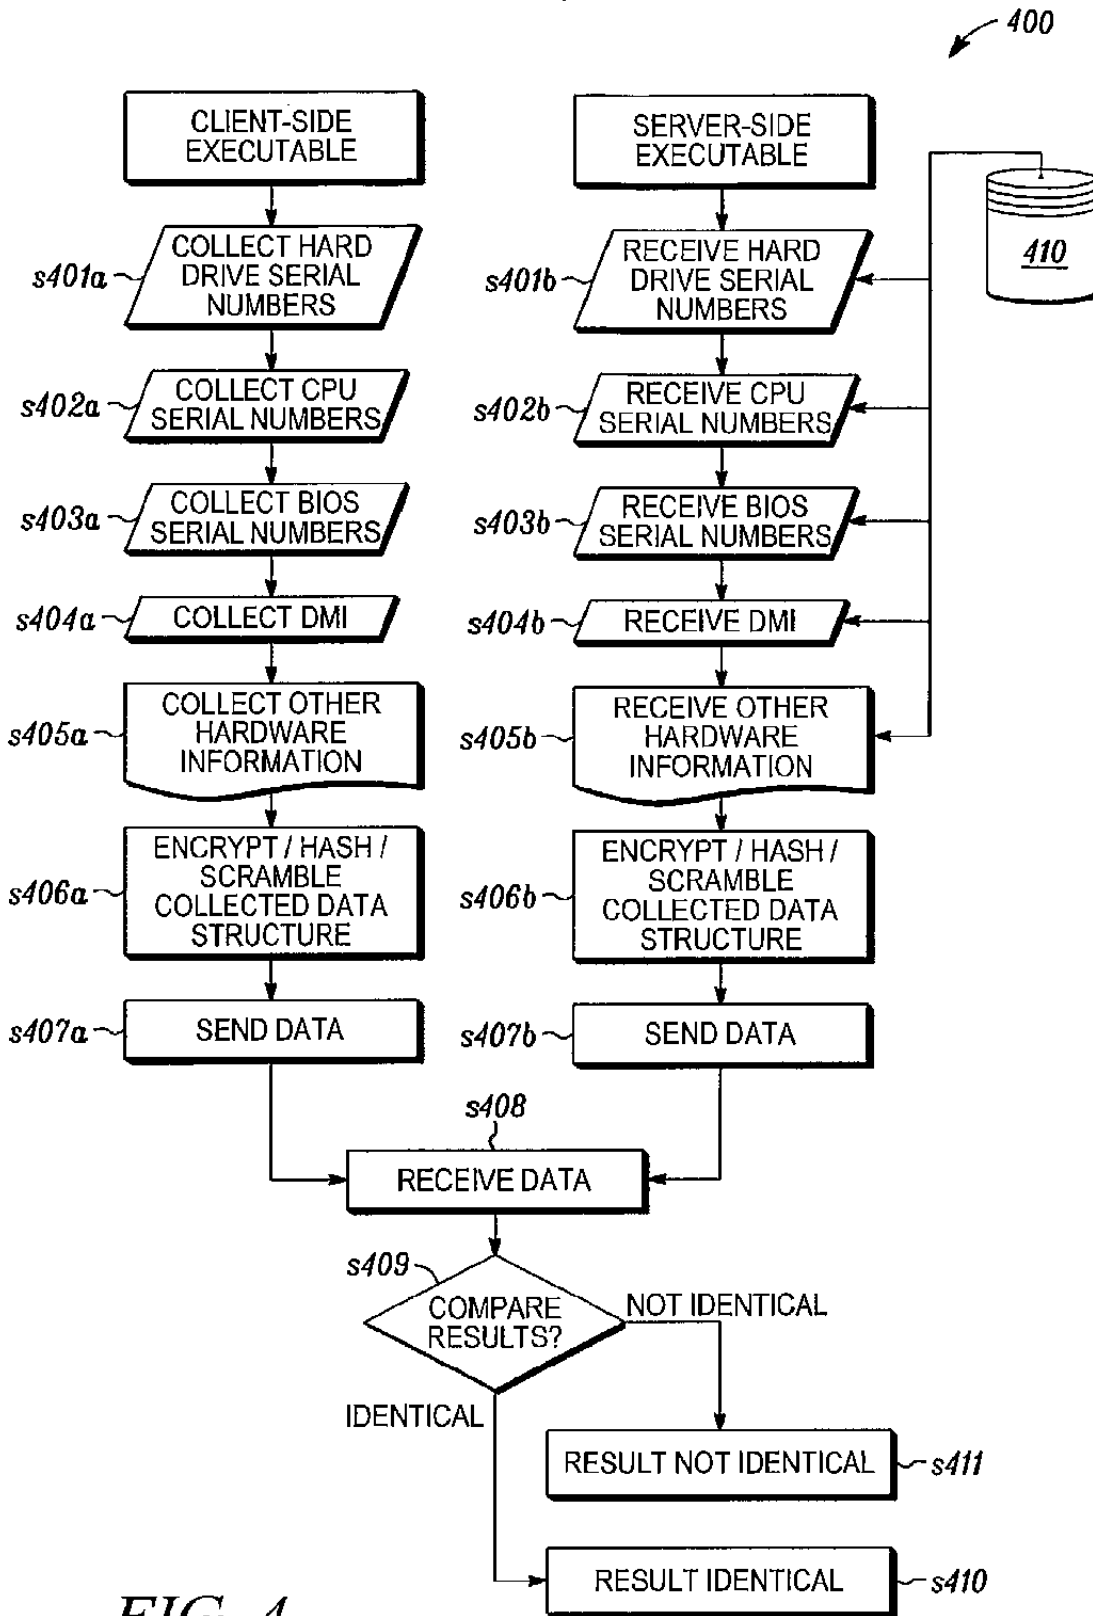 400
CLIENT-SIDE
EXECUTABLE
s401a
COLLECT HARD
DRIVE SERIAL
NUMBERS
s402a
COLLECT CPU
SERIAL NUMBERS
s403a
COLLECT BIOS
SERIAL NUMBERS
s404a
COLLECT DMI
s405a
COLLECT OTHER
HARDWARE
INFORMATION
s406a
ENCRYPT / HASH /
SCRAMBLE
COLLECTED DATA
STRUCTURE
s407a
SEND DATA
SERVER-SIDE
EXECUTABLE
410
s401b
RECEIVE HARD
DRIVE SERIAL
NUMBERS
s402b
RECEIVE CPU
SERIAL NUMBERS
s403b
RECEIVE BIOS
SERIAL NUMBERS
s404b
RECEIVE DMI
s405b
RECEIVE OTHER
HARDWARE
INFORMATION
s406b
ENCRYPT / HASH /
SCRAMBLE
COLLECTED DATA
STRUCTURE
s407b
SEND DATA
s408
RECEIVE DATA
s409
COMPARE
RESULTS?
NOT IDENTICAL
IDENTICAL
RESULT NOT IDENTICAL
s411
RESULT IDENTICAL
s410
FIG. 4